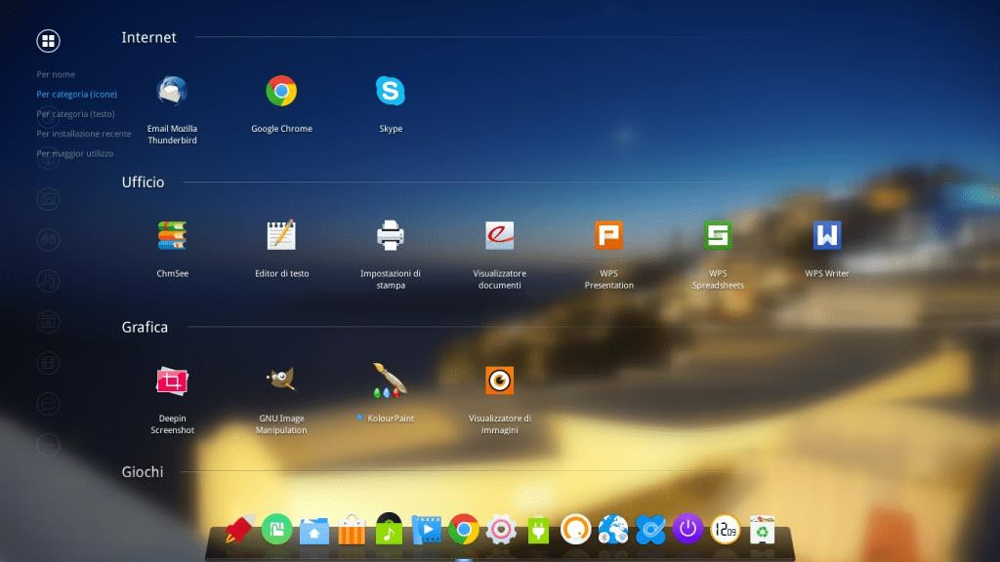 Internet
Per nome
Per categoria (icone)
Per categoria (testo)
Per installazione recente
Per maggior utilizzo
Email Mozilla
Thunderbird
Google Chrome
Skype
Ufficio
ChmSee
Editor di testo
Impostazioni di
stampa
Visualizzatore
documenti
WPS
Presentation
WPS
Spreadsheets
WPS Writer
Grafica
Deepin
Screenshot
GNU Image
Manipulation
KolourPaint
Visualizzatore di
immagini
Giochi
12:09